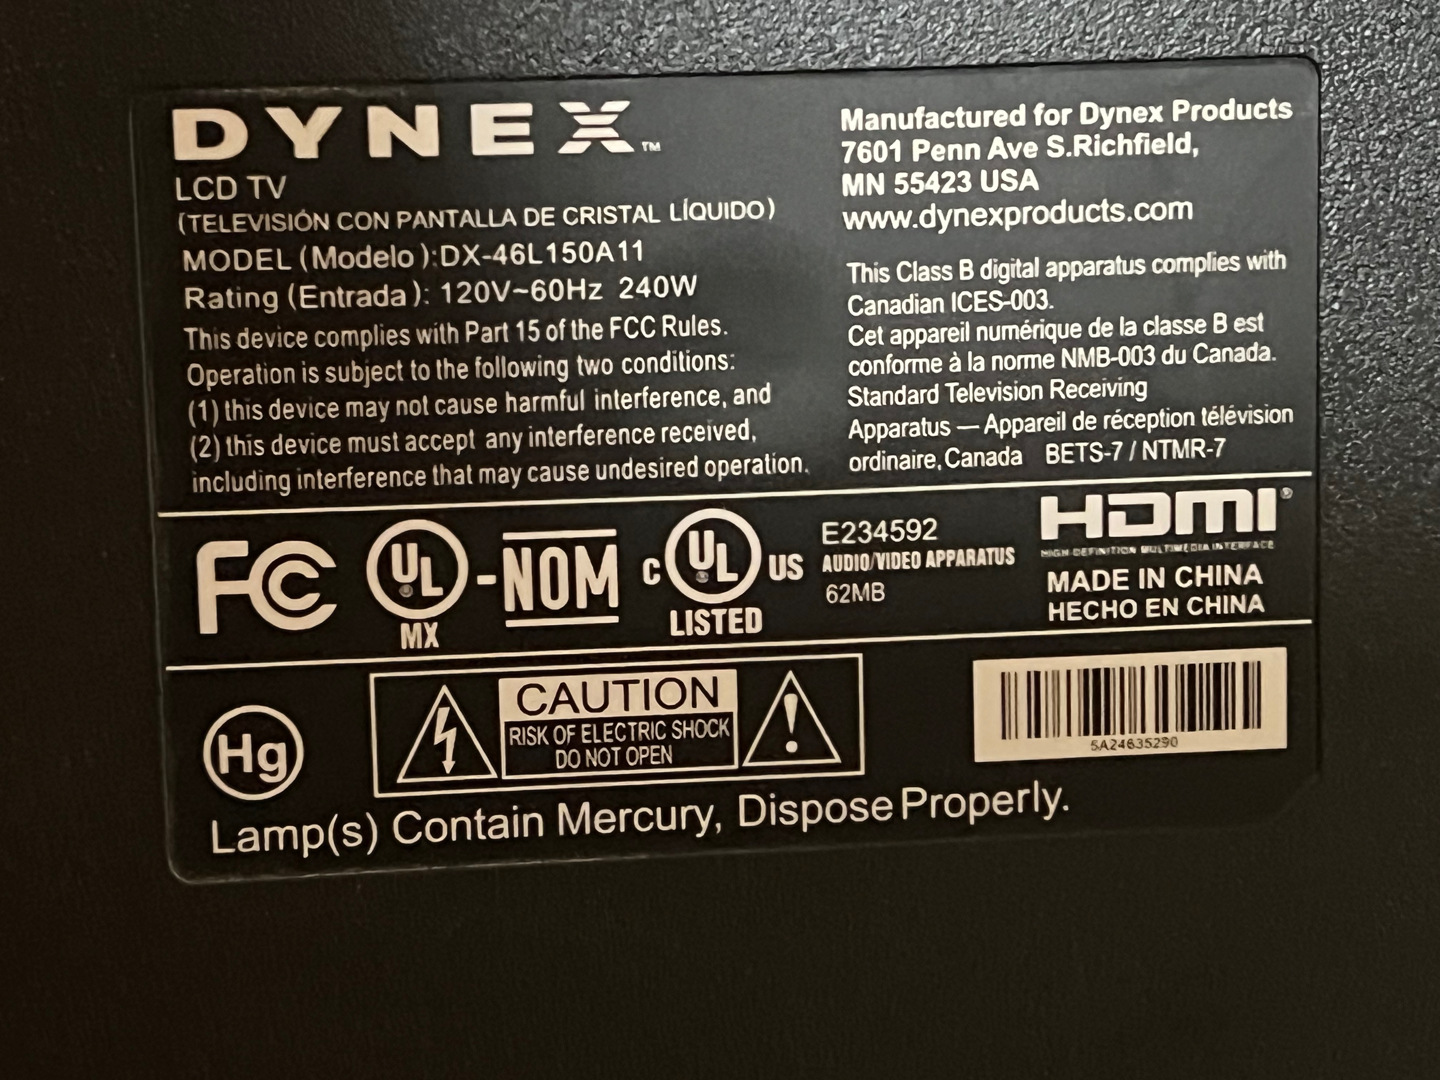 DYNEX™
LCD TV
(TELEVISIÓN CON PANTALLA DE CRISTAL LÍQUIDO)
MODEL (Modelo):DX-46L150A11
Rating (Entrada): 120V~60Hz 240W
This device complies with Part 15 of the FCC Rules.
Operation is subject to the following two conditions:
(1) this device may not cause harmful interference, and
(2) this device must accept any interference received,
including interference that may cause undesired operation.
Manufactured for Dynex Products
7601 Penn Ave S.Richfield,
MN 55423 USA
www.dynexproducts.com
This Class B digital apparatus complies with
Canadian ICES-003.
Cet appareil numérique de la classe B est
conforme à la norme NMB-003 du Canada.
Standard Television Receiving
Apparatus — Appareil de réception télévision
ordinaire,Canada BETS-7 / NTMR-7
FC
UL
MX
-NOM
C UL US
LISTED
E234592
AUDIO/VIDEO APPARATUS
62MB
HDMI®
HIGH-DEFINITION MULTIMEDIA INTERFACE
MADE IN CHINA
HECHO EN CHINA
Hg
CAUTION
RISK OF ELECTRIC SHOCK
DO NOT OPEN
!
5A24635290
Lamp(s) Contain Mercury, Dispose Properly.